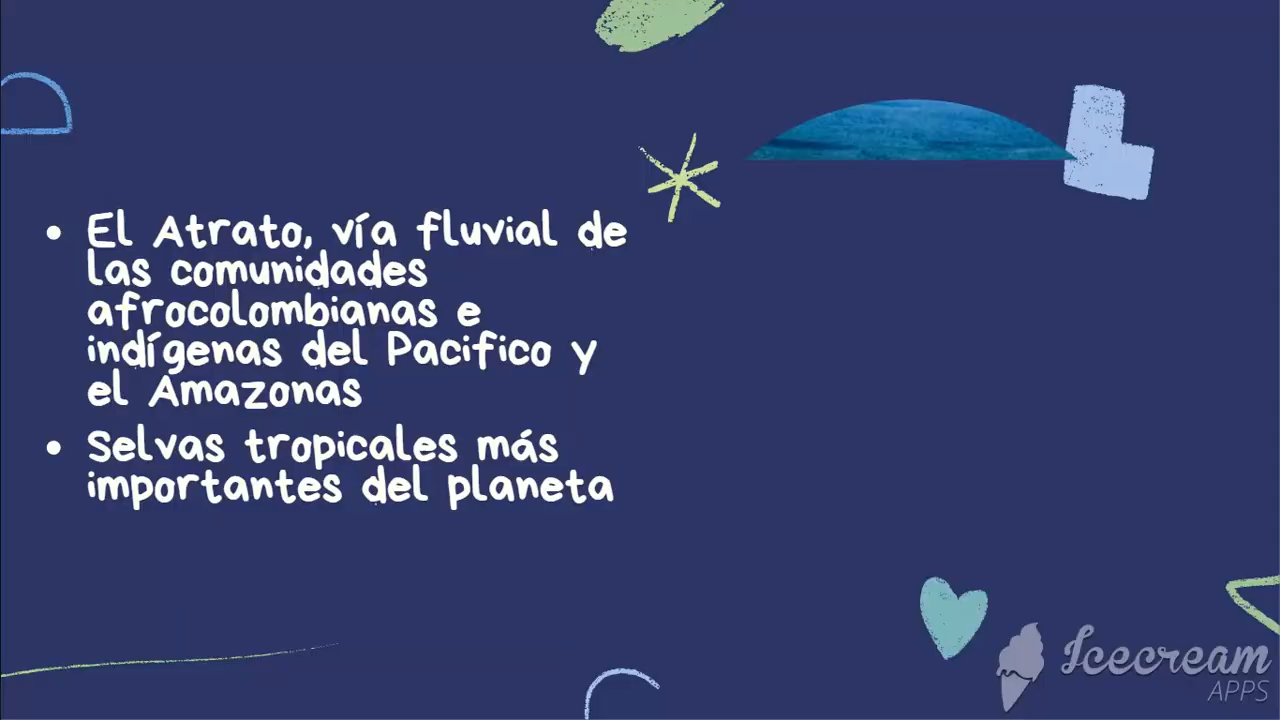 El Atrato, vía fluvial de
las comunidades
afrocolombianas e
indígenas del Pacifico y
el Amazonas
Selvas tropicales más
importantes del planeta
Icecream
APPS